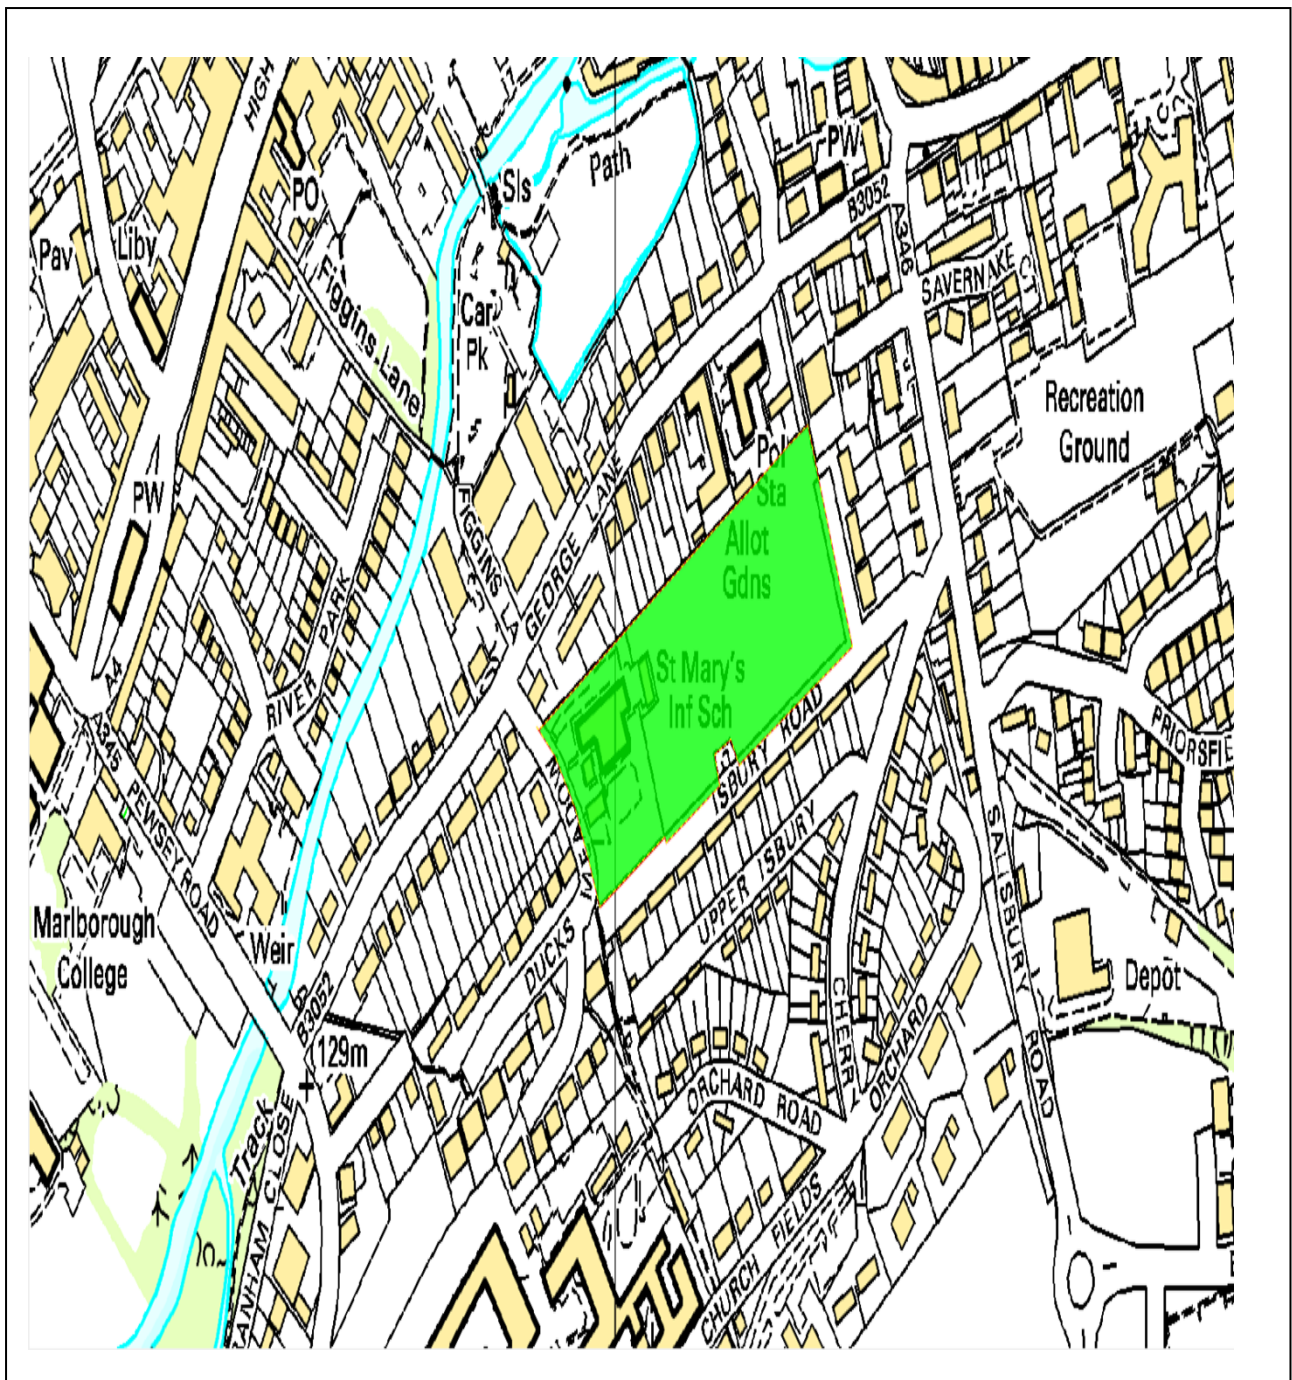 HIGH
PO
Sls
Path
PW
B3052
A346
SAVERNAKE
Pav
Liby
Figgins Lane
Car
Pk
Recreation
Ground
PW
FIGGINS LA
GEORGE LANE
Pol
Sta
Allot
Gdns
RIVER PARK
A4
A345
PEWSEY ROAD
St Mary's
Inf Sch
ISBURY ROAD
UPPER ISBURY
PRIORSFIE
SALISBURY ROAD
Marlborough
College
Weir
DUCKS
B3052
129m
CHERR
ORCHARD
Depot
ORCHARD ROAD
Track
ANHAM CLOSE
CHURCH FIELDS